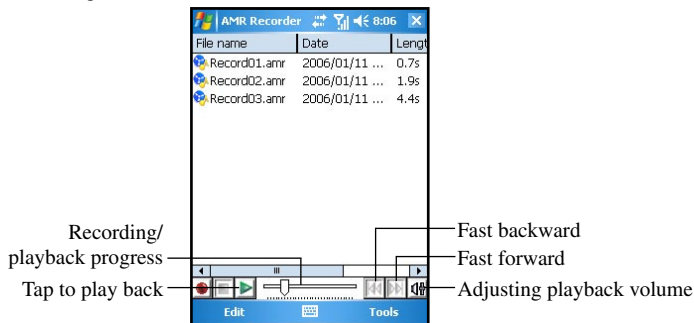 AMR Recorder 8:06
File name Date Lengt
Record01.amr 2006/01/11 ... 0.7s
Record02.amr 2006/01/11 ... 1.9s
Record03.amr 2006/01/11 ... 4.4s
Recording/
playback progress
Tap to play back
Fast backward
Fast forward
Adjusting playback volume
Edit Tools